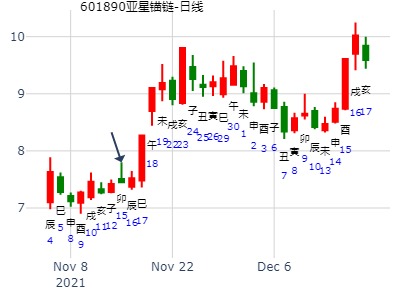 601890亚星锚链-日线
10
9
8
7
辰
4
巳
5
申
8
酉
9
戌
10
亥
11
子
12
卯
15
辰
16
巳
17
午
18
未
19
戌
22
亥
23
子
24
丑
25
寅
26
巳
29
午
30
未
1
申
2
酉
3
子
6
丑
7
寅
8
卯
9
辰
10
未
13
申
14
酉
15
戌
16
亥
17
Nov 8
2021
Nov 22
Dec 6